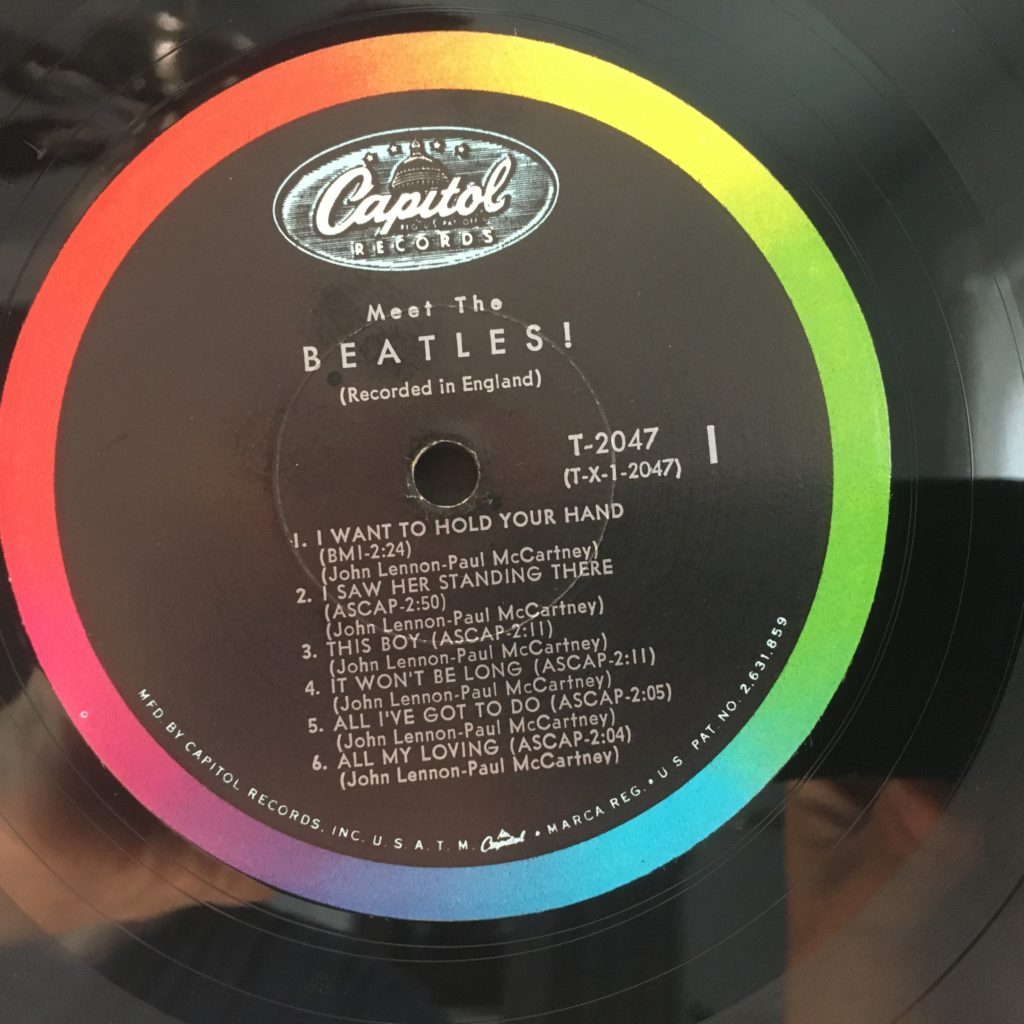 Capitol
RECORDS
Meet The
BEATLES!
(Recorded in England)
T-2047
(T-X-1-2047)
1
1. I WANT TO HOLD YOUR HAND
(BMI-2:24)
(John Lennon-Paul McCartney)
2. I SAW HER STANDING THERE
(ASCAP-2:50)
(John Lennon-Paul McCartney)
3. THIS BOY (ASCAP-2:11)
(John Lennon-Paul McCartney)
4. IT WON'T BE LONG (ASCAP-2:11)
(John Lennon-Paul McCartney)
5. ALL I'VE GOT TO DO (ASCAP-2:05)
(John Lennon-Paul McCartney)
6. ALL MY LOVING (ASCAP-2:04)
(John Lennon-Paul McCartney)
MFD BY CAPITOL RECORDS, INC. U.S.A. T.M. Capitol • MARCA REG. • U S PAT. NO. 2,631,859